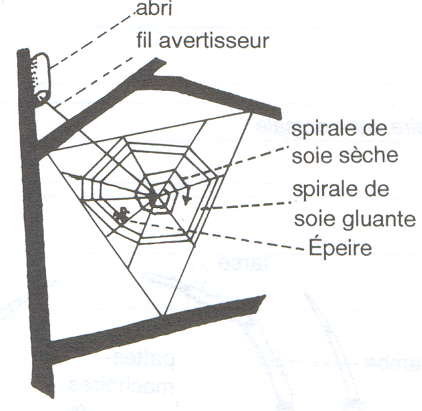 abri
fil avertisseur
spirale de
soie sèche
spirale de
soie gluante
Épeire